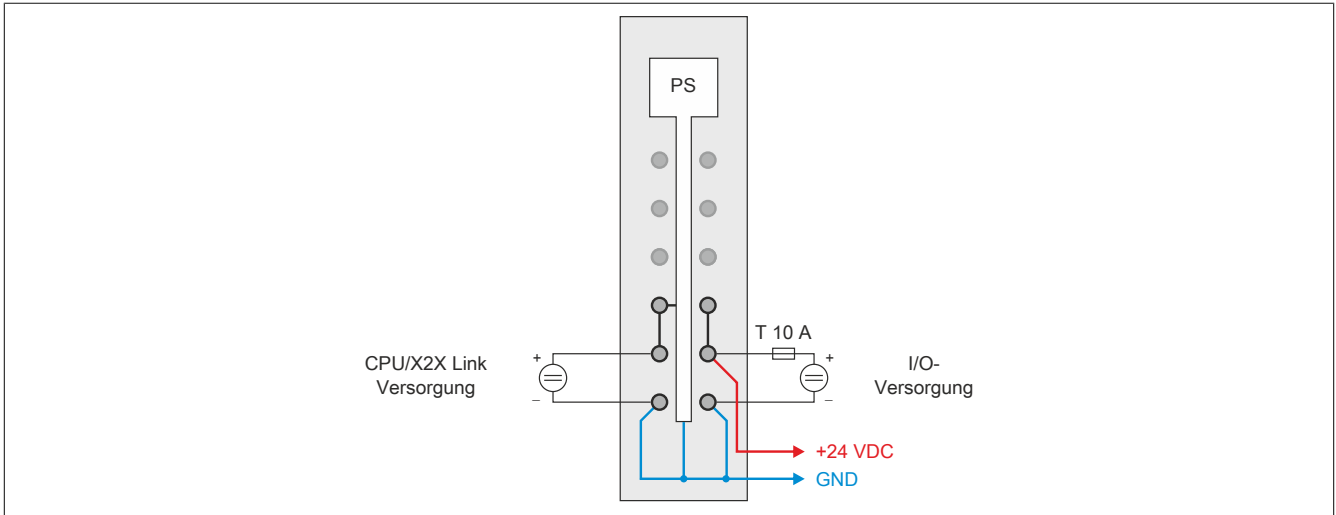 PS
T 10 A
CPU/X2X Link
Versorgung
+
–
+
–
I/O-
Versorgung
+24 VDC
GND